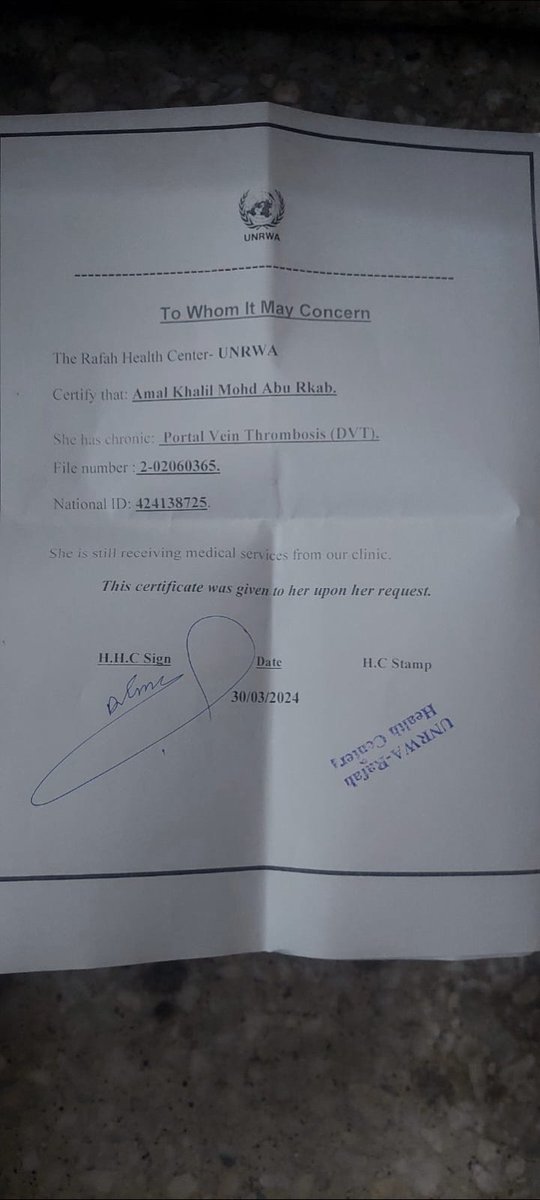 UNRWA
To Whom It May Concern
The Rafah Health Center- UNRWA
Certify that: Amal Khalil Mohd Abu Rkab.
She has chronic: Portal Vein Thrombosis (DVT).
File number : 2-02060365.
National ID: 424138725.
She is still receiving medical services from our clinic.
This certificate was given to her upon her request.
H.H.C Sign Date H.C Stamp
30/03/2024
UNRWA-Rafah
Health Center